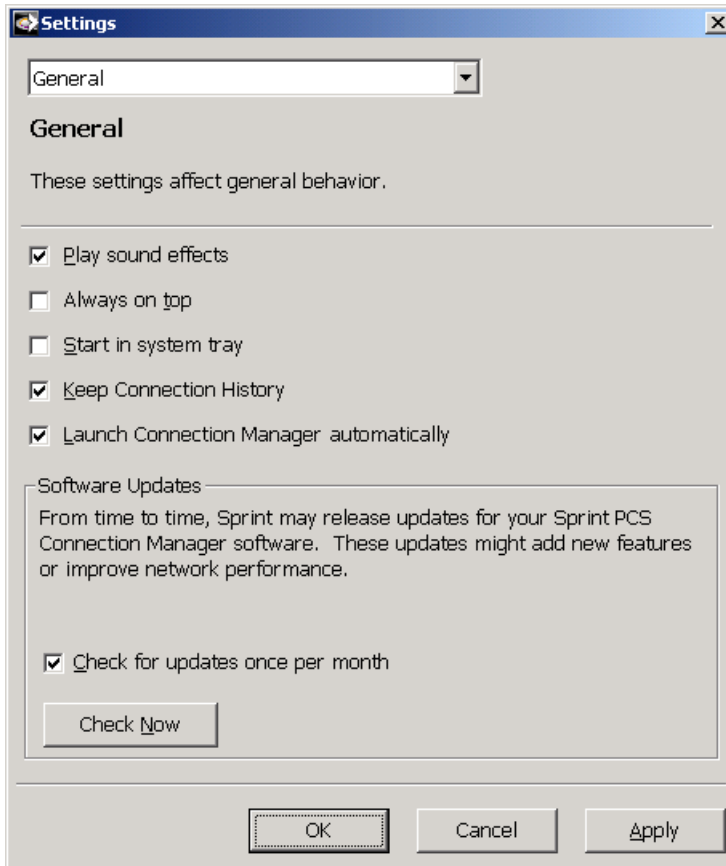 Settings
General
General
These settings affect general behavior.
Play sound effects
Always on top
Start in system tray
Keep Connection History
Launch Connection Manager automatically
Software Updates
From time to time, Sprint may release updates for your Sprint PCS
Connection Manager software.  These updates might add new features
or improve network performance.
Check for updates once per month
Check Now
OK
Cancel
Apply